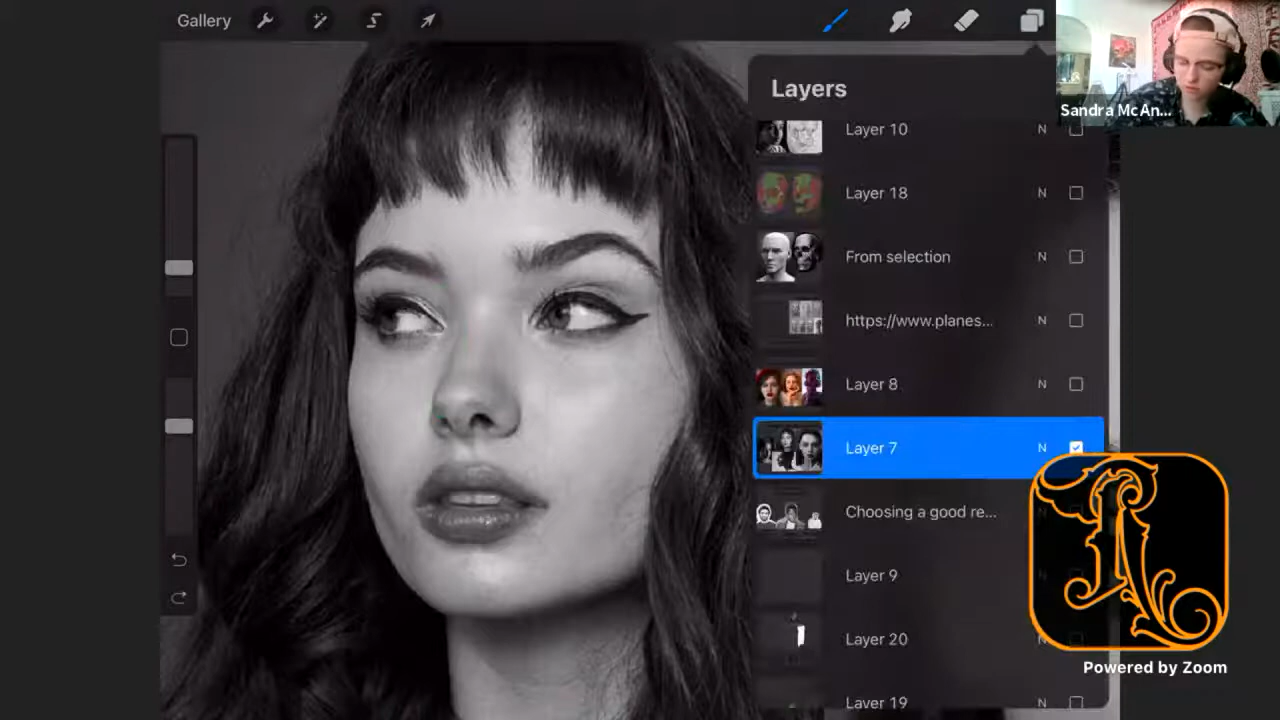 Gallery
Layers
Sandra McAn...
Layer 10 N
Layer 18 N
From selection N
https://www.planes... N
Layer 8 N
Layer 7 N
Choosing a good re... N
Layer 9 N
Layer 20 N
Layer 19 N
Powered by Zoom